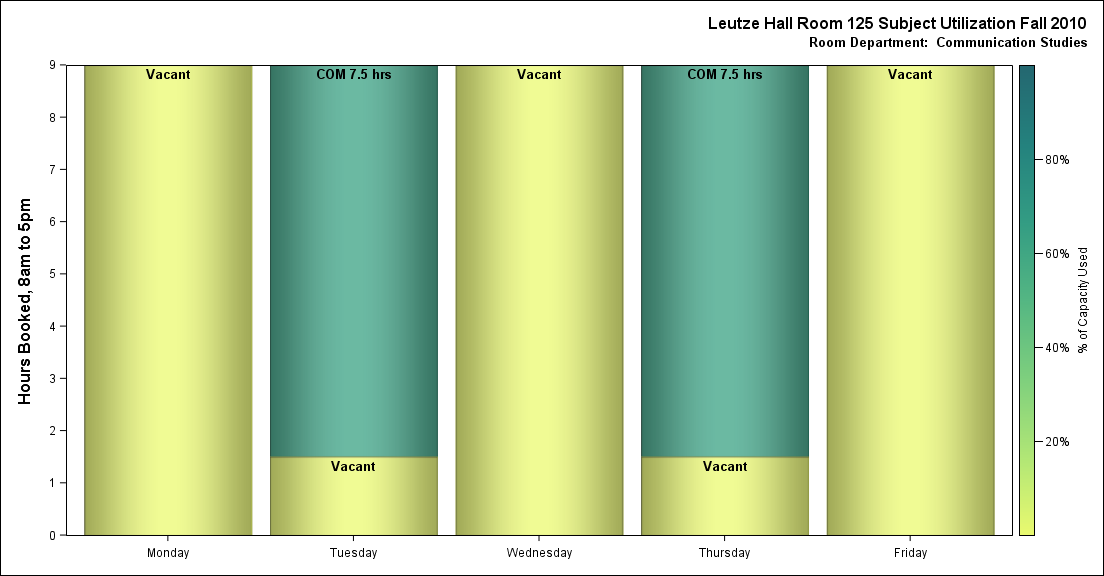 Leutze Hall Room 125 Subject Utilization Fall 2010
Room Department:  Communication Studies
Hours Booked, 8am to 5pm
9
8
7
6
5
4
3
2
1
0
Vacant
COM 7.5 hrs
Vacant
COM 7.5 hrs
Vacant
Vacant
Vacant
Monday
Tuesday
Wednesday
Thursday
Friday
80%
60%
40%
20%
% of Capacity Used